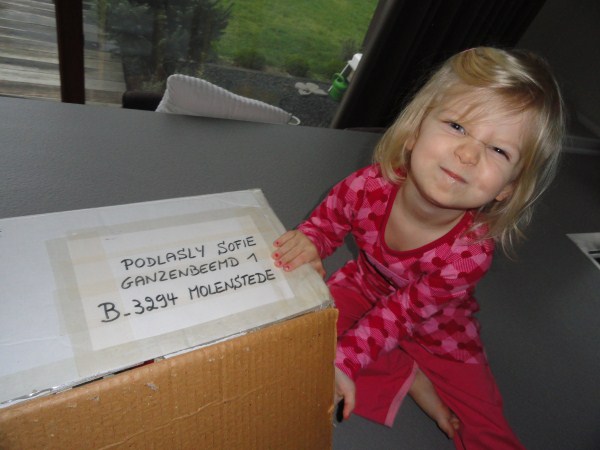 PODLASLY SOFIE
GANZENBEEMD 1
B-3294 MOLENSTEDE